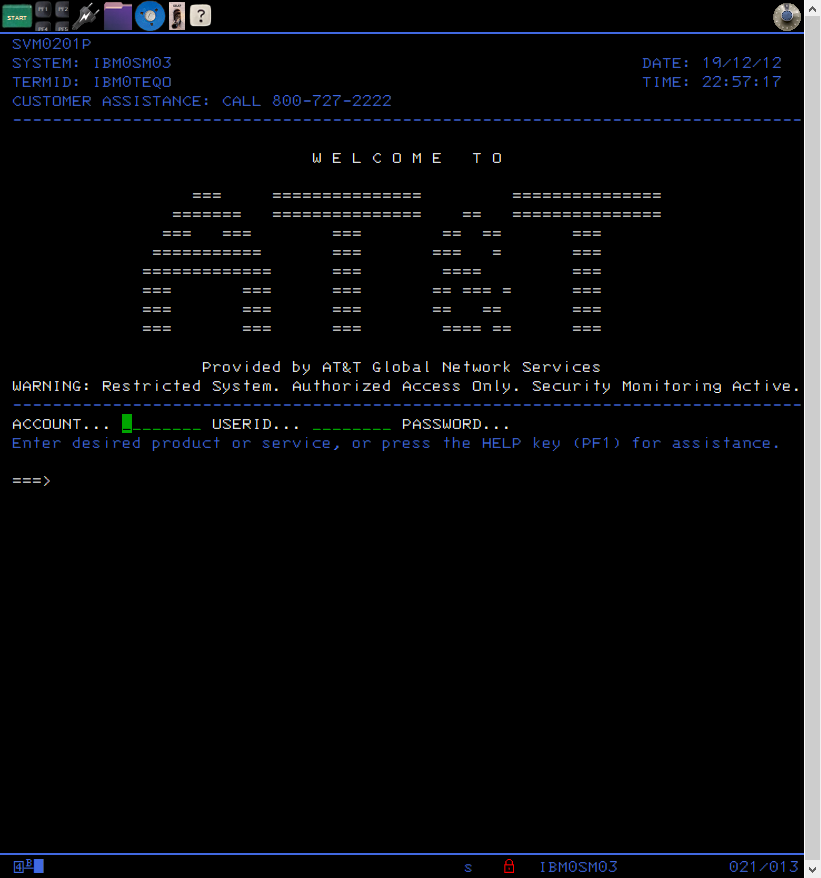 START PF1 PF2 ?
PF4 PF5
SVM0201P
SYSTEM: IBM0SM03 DATE: 19/12/12
TERMID: IBM0TEQO TIME: 22:57:17
CUSTOMER ASSISTANCE: CALL 800-727-2222
W E L C O M E   T O
AT&T
Provided by AT&T Global Network Services
WARNING: Restricted System. Authorized Access Only. Security Monitoring Active.
ACCOUNT... ________ USERID... ________ PASSWORD...
Enter desired product or service, or press the HELP key (PF1) for assistance.
===>
4 B s IBM0SM03 021/013